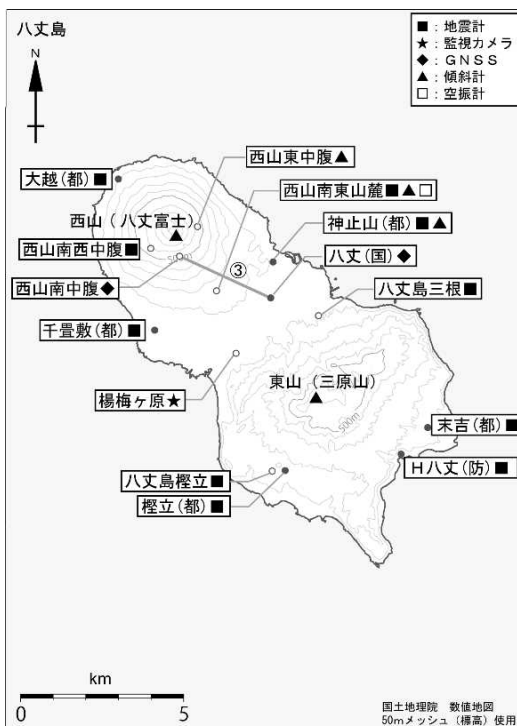 八丈島
■：地震計
★：監視カメラ
◆：ＧＮＳＳ
▲：傾斜計
□：空振計
N
西山東中腹▲
大越(都)■
西山南東山麓■▲□
西山（八丈富士）
神止山(都)■▲
西山南西中腹■
八丈(国)◆
③
500m
西山南中腹◆
八丈島三根■
千畳敷(都)■
東山（三原山）
楊梅ヶ原★
500m
末吉(都)■
Ｈ八丈(防)■
八丈島樫立■
樫立(都)■
km
0 5
国土地理院 数値地図
50mメッシュ（標高）使用